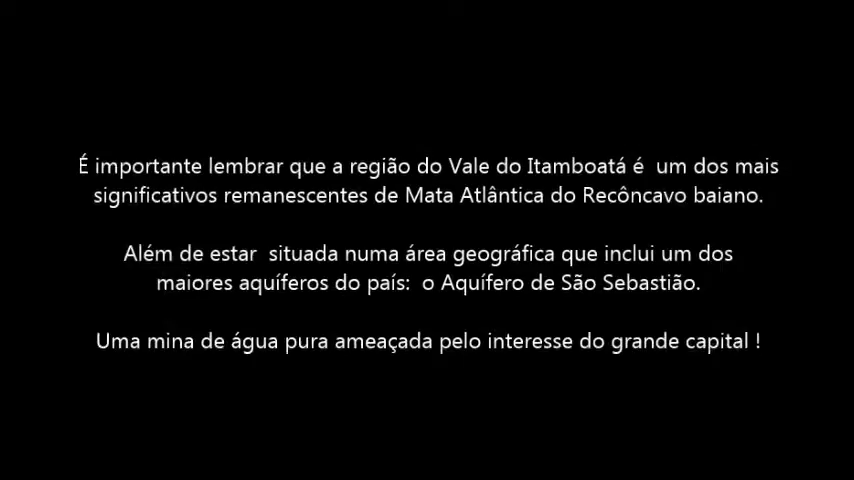 É importante lembrar que a região do Vale do Itamboatá é  um dos mais
significativos remanescentes de Mata Atlântica do Recôncavo baiano.
Além de estar  situada numa área geográfica que inclui um dos
maiores aquíferos do país:  o Aquífero de São Sebastião.
Uma mina de água pura ameaçada pelo interesse do grande capital !